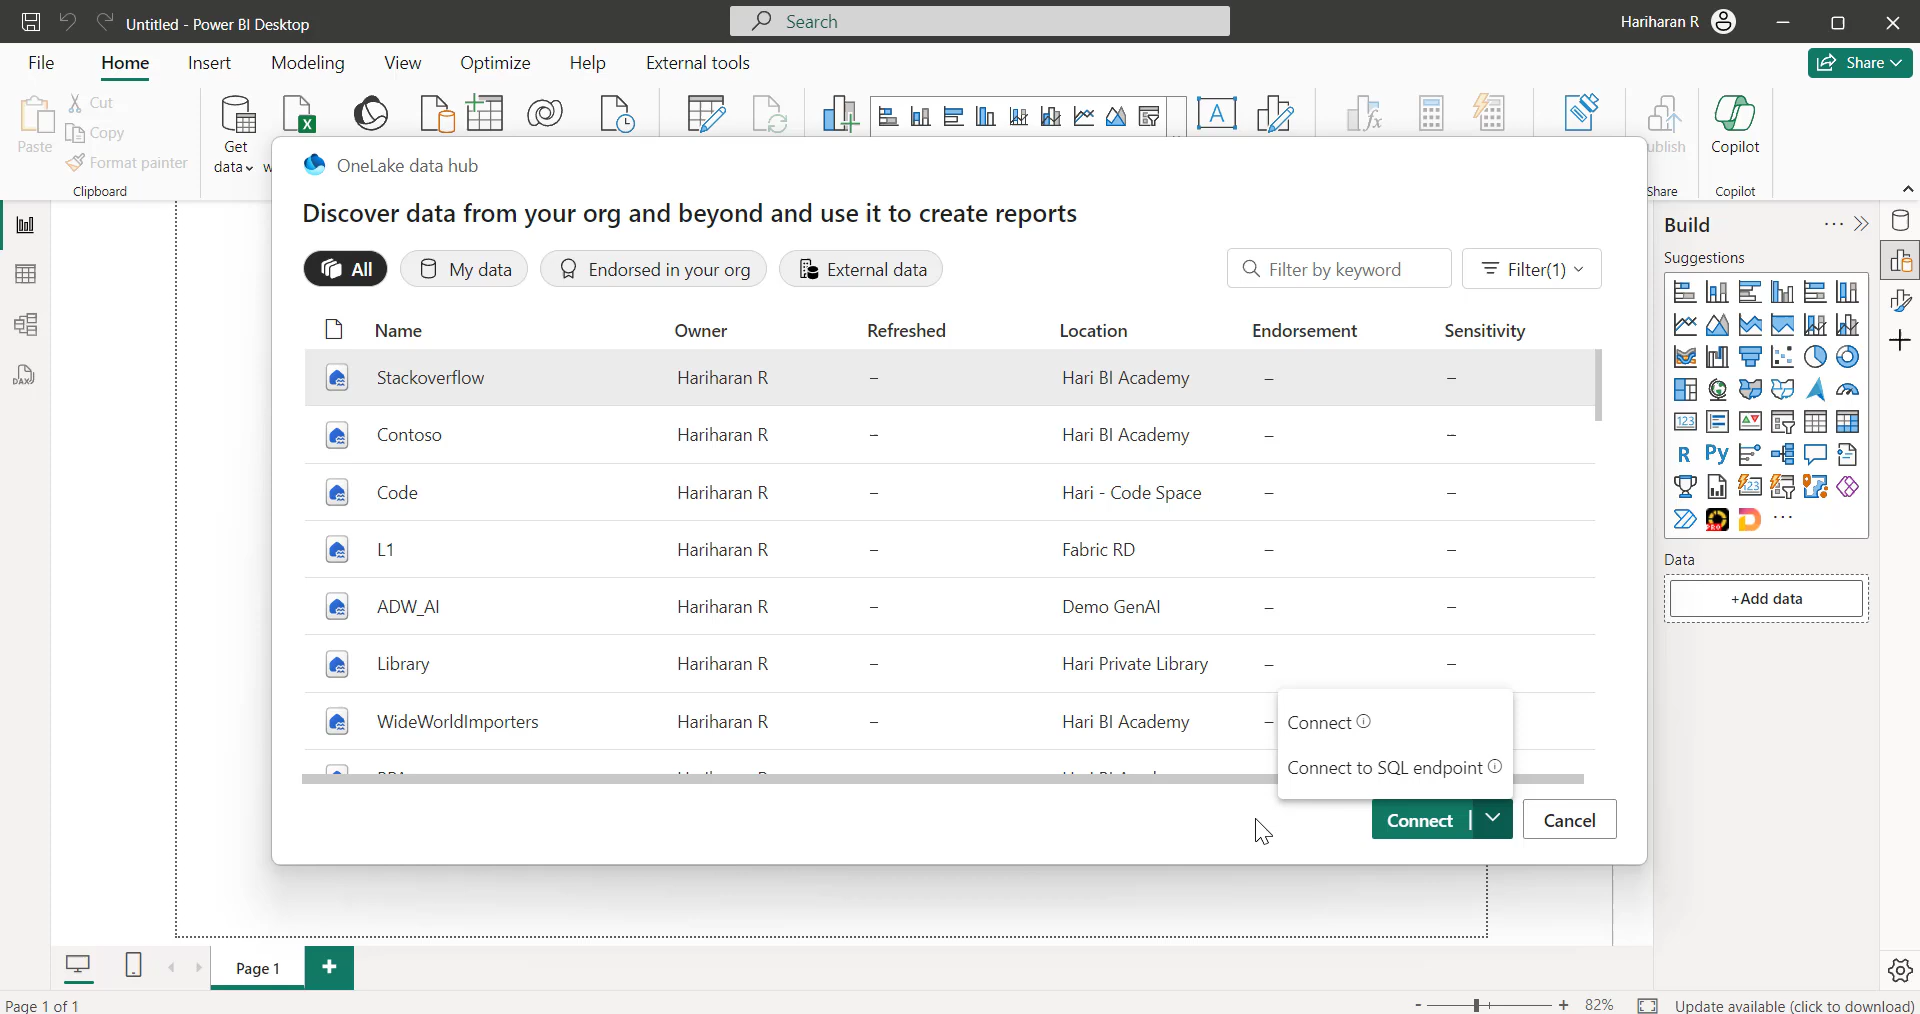 Untitled - Power BI Desktop
Search
Hariharan R
File Home Insert Modeling View Optimize Help External tools
Share
Paste
Cut
Copy
Format painter
Clipboard
Get data
Share
Copilot
Copilot
OneLake data hub
Discover data from your org and beyond and use it to create reports
All My data Endorsed in your org External data
Filter by keyword
Filter(1)
Name Owner Refreshed Location Endorsement Sensitivity
Stackoverflow Hariharan R – Hari BI Academy – –
Contoso Hariharan R – Hari BI Academy – –
Code Hariharan R – Hari - Code Space – –
L1 Hariharan R – Fabric RD – –
ADW_AI Hariharan R – Demo GenAI – –
Library Hariharan R – Hari Private Library – –
WideWorldImporters Hariharan R – Hari BI Academy –
Connect
Connect to SQL endpoint
Connect
Cancel
Build
Suggestions
123
R Py
123
PRO
Data
+Add data
DAX
A
Page 1
+
Page 1 of 1
- + 82%
Update available (click to download)